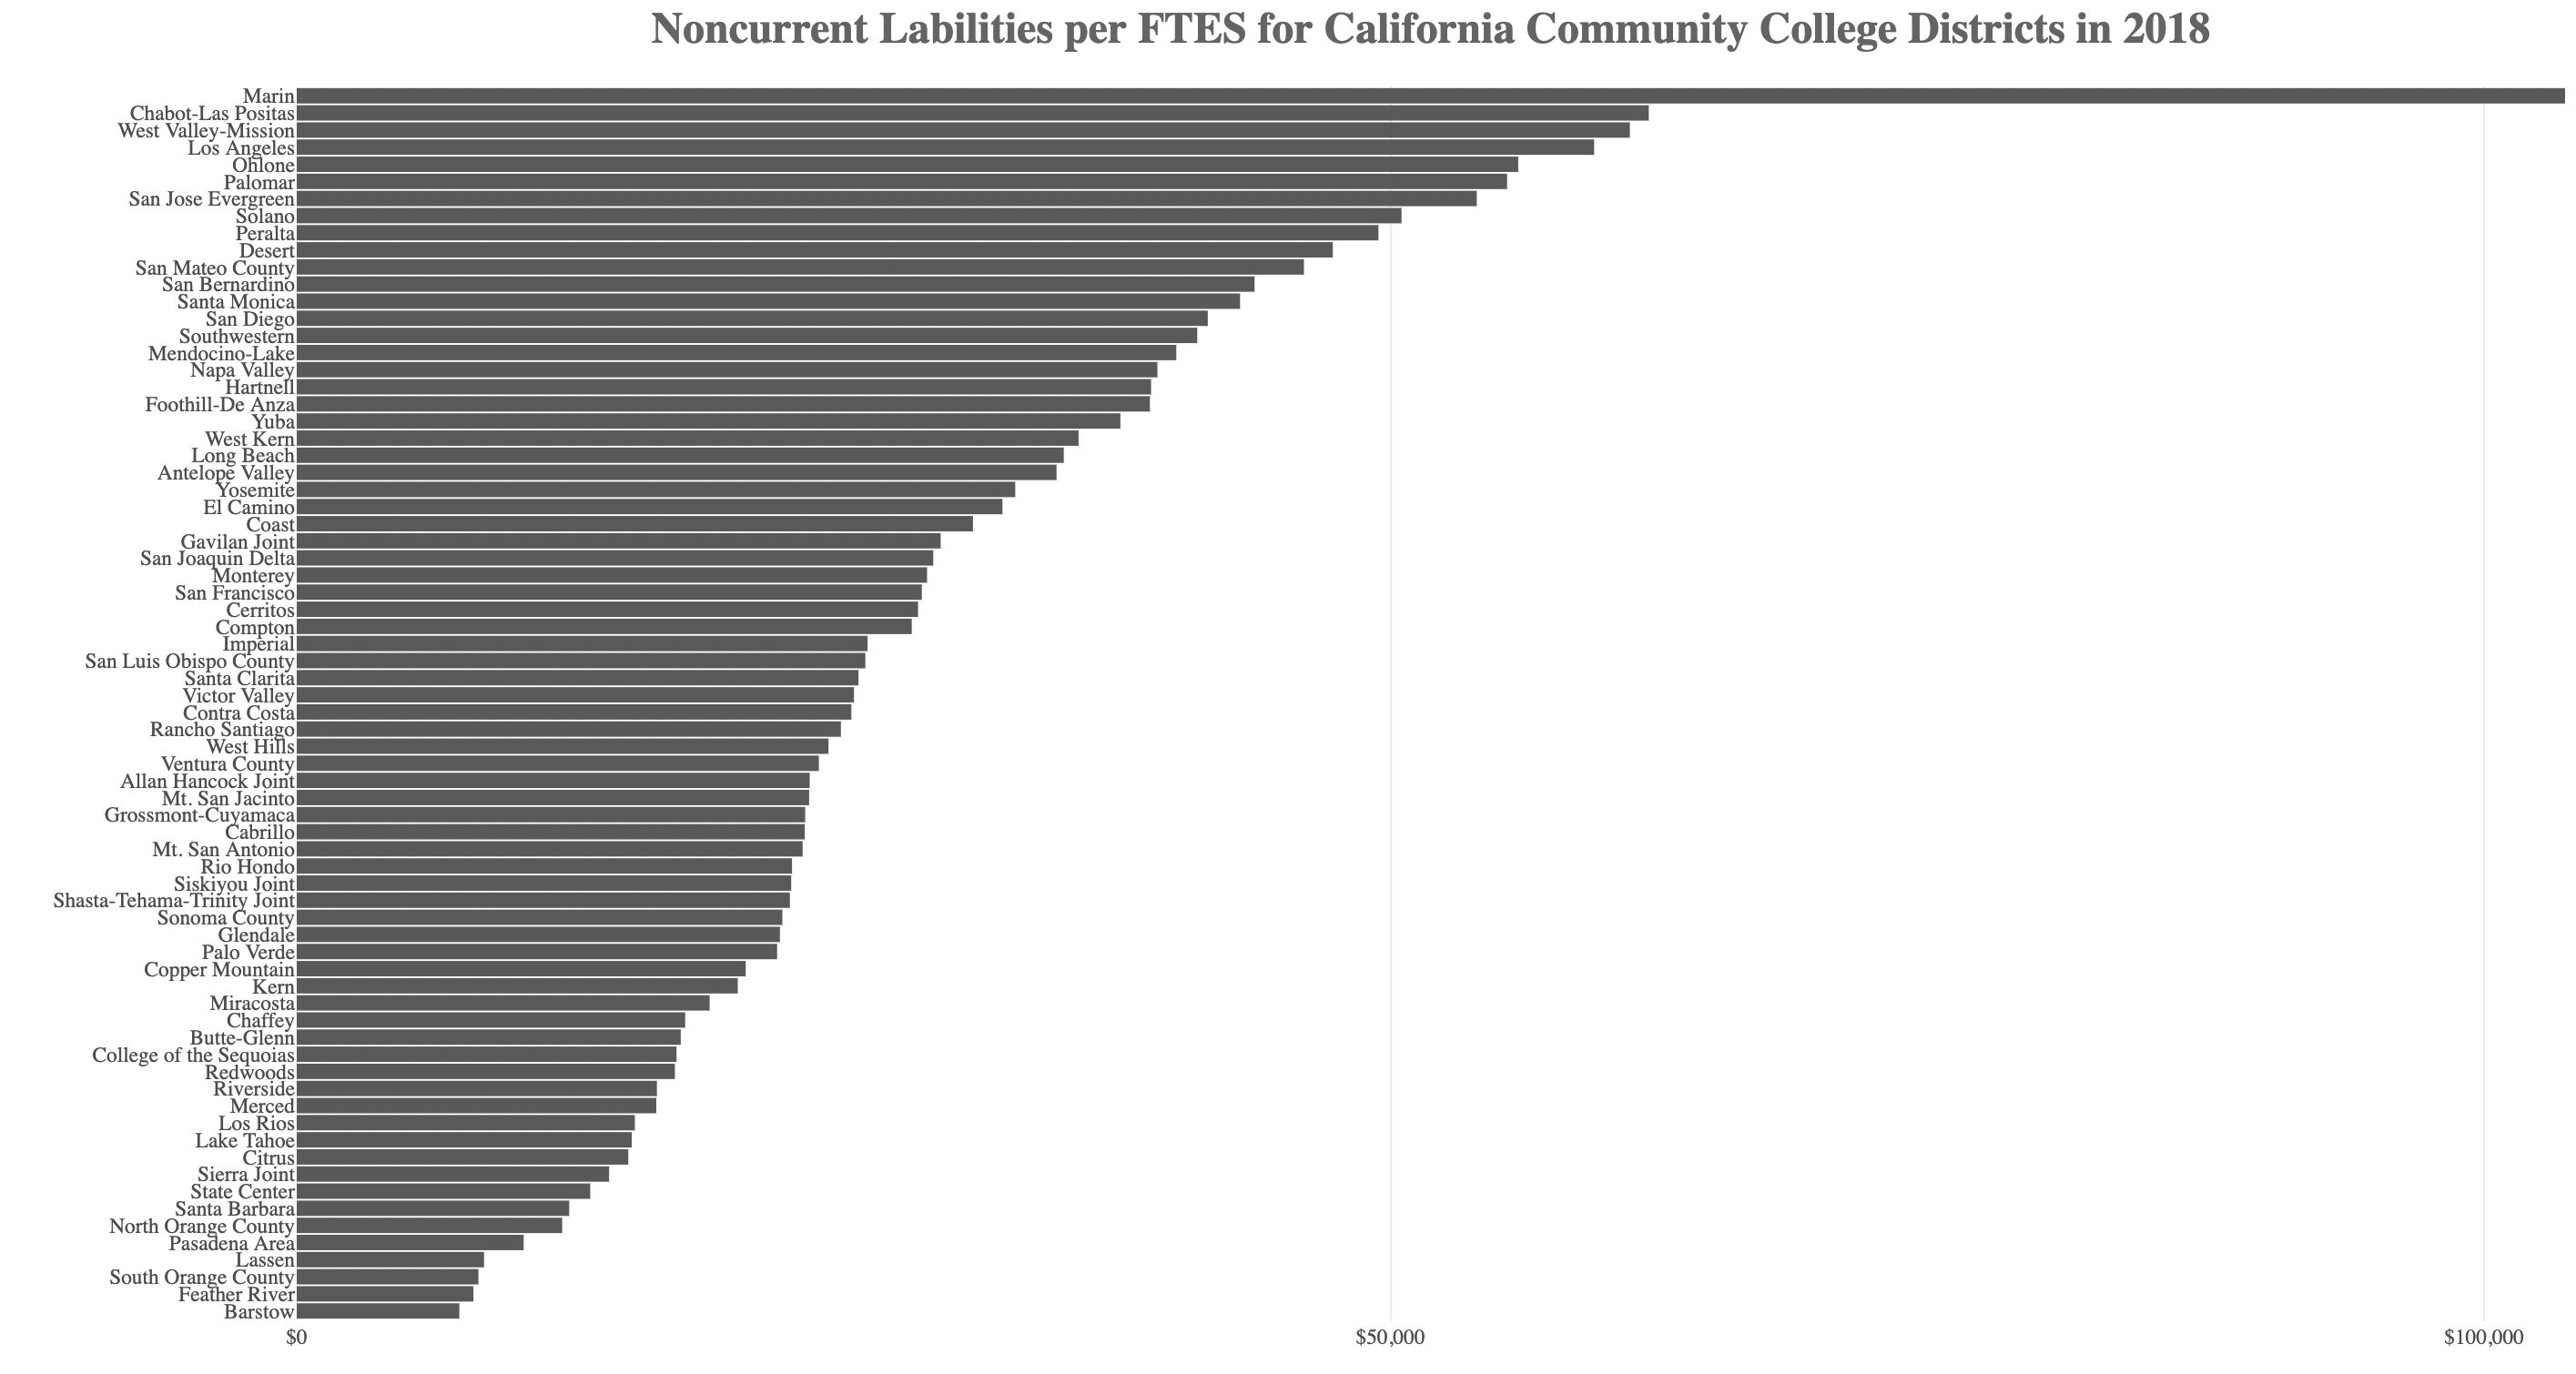 Noncurrent Labilities per FTES for California Community College Districts in 2018
Marin
Chabot-Las Positas
West Valley-Mission
Los Angeles
Ohlone
Palomar
San Jose Evergreen
Solano
Peralta
Desert
San Mateo County
San Bernardino
Santa Monica
San Diego
Southwestern
Mendocino-Lake
Napa Valley
Hartnell
Foothill-De Anza
Yuba
West Kern
Long Beach
Antelope Valley
Yosemite
El Camino
Coast
Gavilan Joint
San Joaquin Delta
Monterey
San Francisco
Cerritos
Compton
Imperial
San Luis Obispo County
Santa Clarita
Victor Valley
Contra Costa
Rancho Santiago
West Hills
Ventura County
Allan Hancock Joint
Mt. San Jacinto
Grossmont-Cuyamaca
Cabrillo
Mt. San Antonio
Rio Hondo
Siskiyou Joint
Shasta-Tehama-Trinity Joint
Sonoma County
Glendale
Palo Verde
Copper Mountain
Kern
Miracosta
Chaffey
Butte-Glenn
College of the Sequoias
Redwoods
Riverside
Merced
Los Rios
Lake Tahoe
Citrus
Sierra Joint
State Center
Santa Barbara
North Orange County
Pasadena Area
Lassen
South Orange County
Feather River
Barstow
$0 $50,000 $100,000